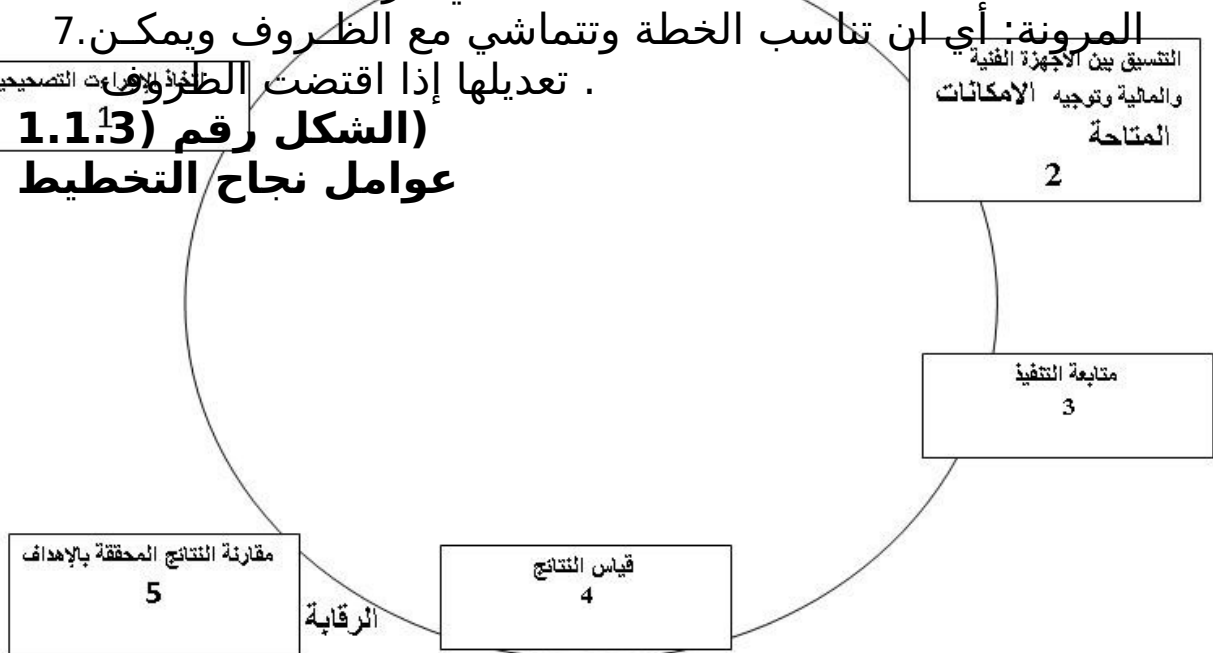 7.المرونة: أي ان تناسب الخطة وتتماشي مع الظـروف ويمكـن
تعديلها إذا اقتضت الظروف .
(الشكل رقم (1.1.3
عوامل نجاح التخطيط
التنسيق بين الأجهزة الفنية
والمالية وتوجيه الامكانات
المتاحة
2
1
متابعة التنفيذ
3
قياس النتائج
4
مقارنة النتائج المحققة بالإهداف
5
الرقابة